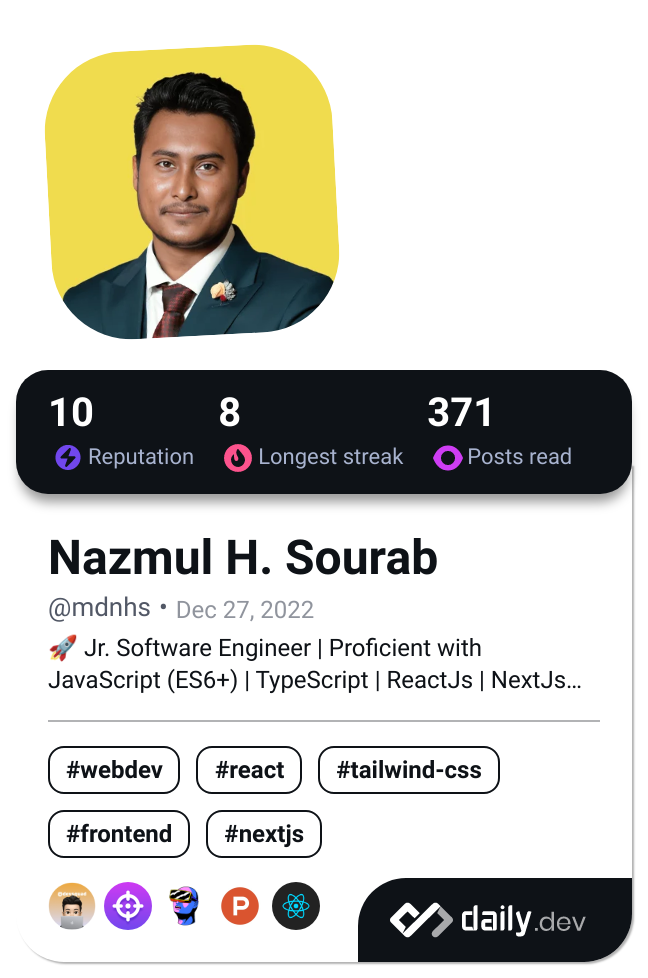 10 8 371
Reputation Longest streak Posts read
Nazmul H. Sourab
@mdnhs • Dec 27, 2022
🚀 Jr. Software Engineer | Proficient with
JavaScript (ES6+) | TypeScript | ReactJs | NextJs...
#webdev #react #tailwind-css
#frontend #nextjs
P
daily.dev